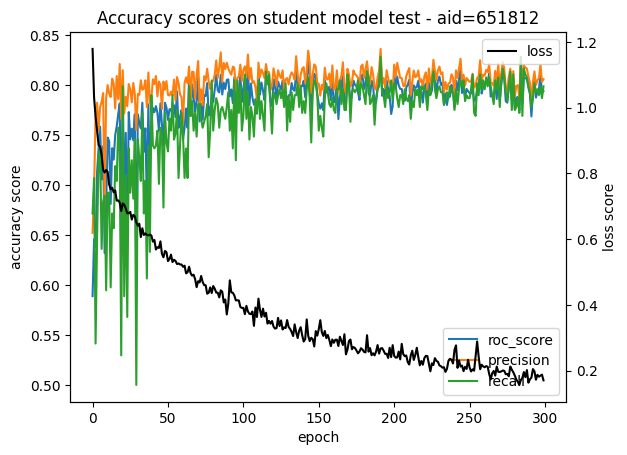 Accuracy scores on student model test - aid=651812
0.85
0.80
0.75
0.70
0.65
0.60
0.55
0.50
accuracy score
0
50
100
150
200
250
300
epoch
1.2
1.0
0.8
0.6
0.4
0.2
loss score
loss
roc_score
precision
recall